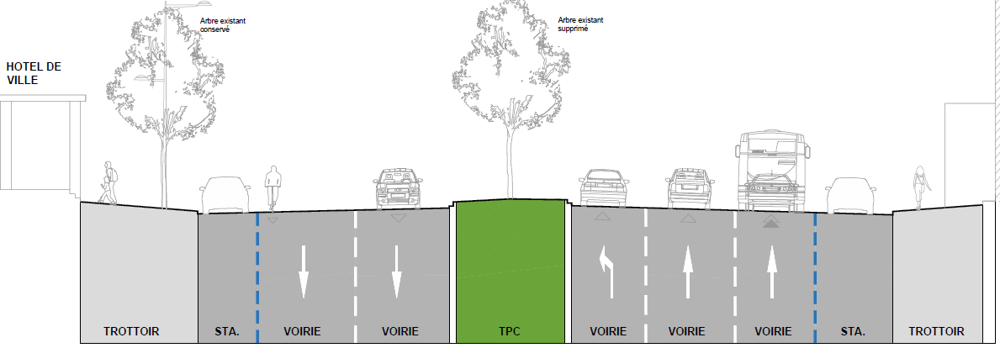 Arbre existant
conservé
Arbre existant
supprimé
HOTEL DE
VILLE
TROTTOIR STA. VOIRIE VOIRIE TPC VOIRIE VOIRIE VOIRIE STA. TROTTOIR